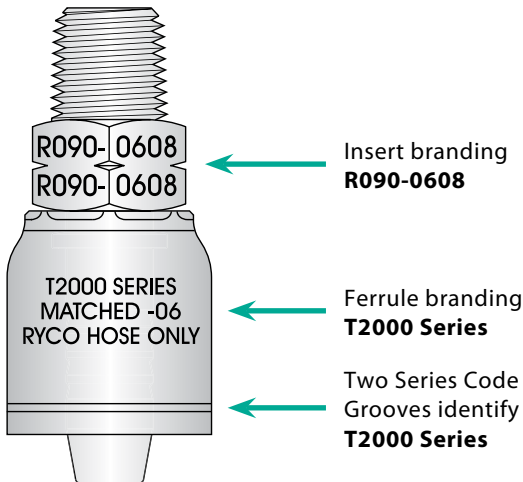 R090- 0608
R090- 0608
Insert branding
R090-0608
T2000 SERIES
MATCHED -06
RYCO HOSE ONLY
Ferrule branding
T2000 Series
Two Series Code
Grooves identify
T2000 Series